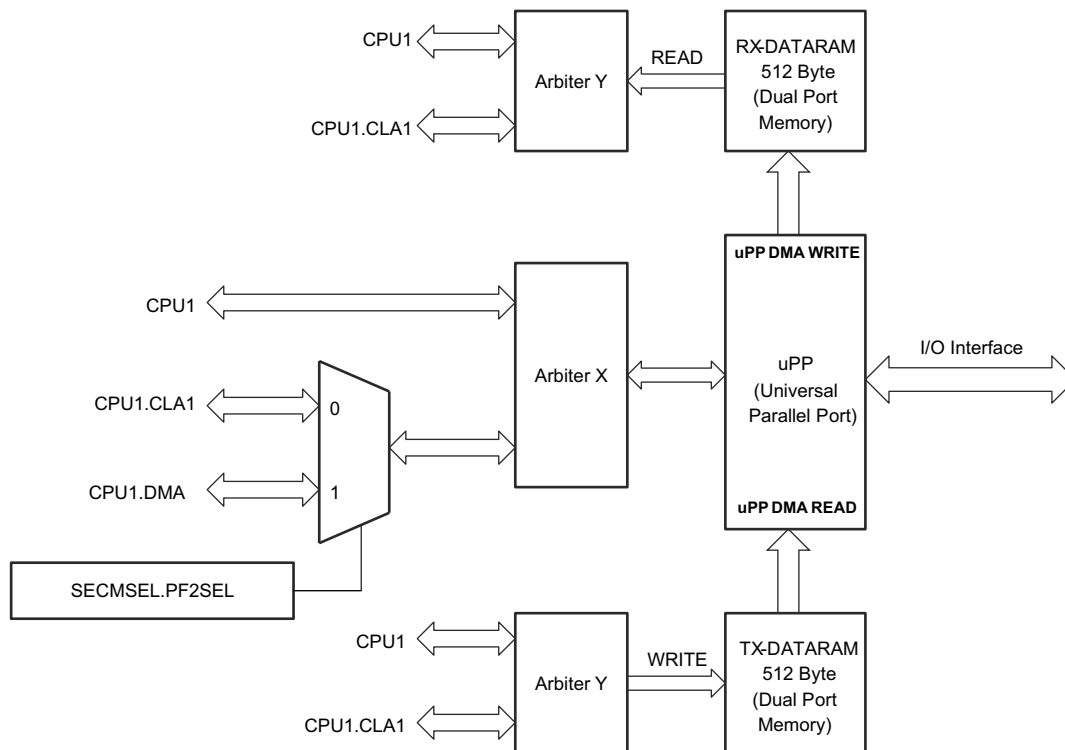 CPU1
CPU1.CLA1
Arbiter Y
READ
RX-DATARAM
512 Byte
(Dual Port
Memory)
CPU1
CPU1.CLA1
CPU1.DMA
0
1
SECMSEL.PF2SEL
Arbiter X
uPP DMA WRITE
uPP
(Universal
Parallel Port)
uPP DMA READ
I/O Interface
CPU1
CPU1.CLA1
Arbiter Y
WRITE
TX-DATARAM
512 Byte
(Dual Port
Memory)